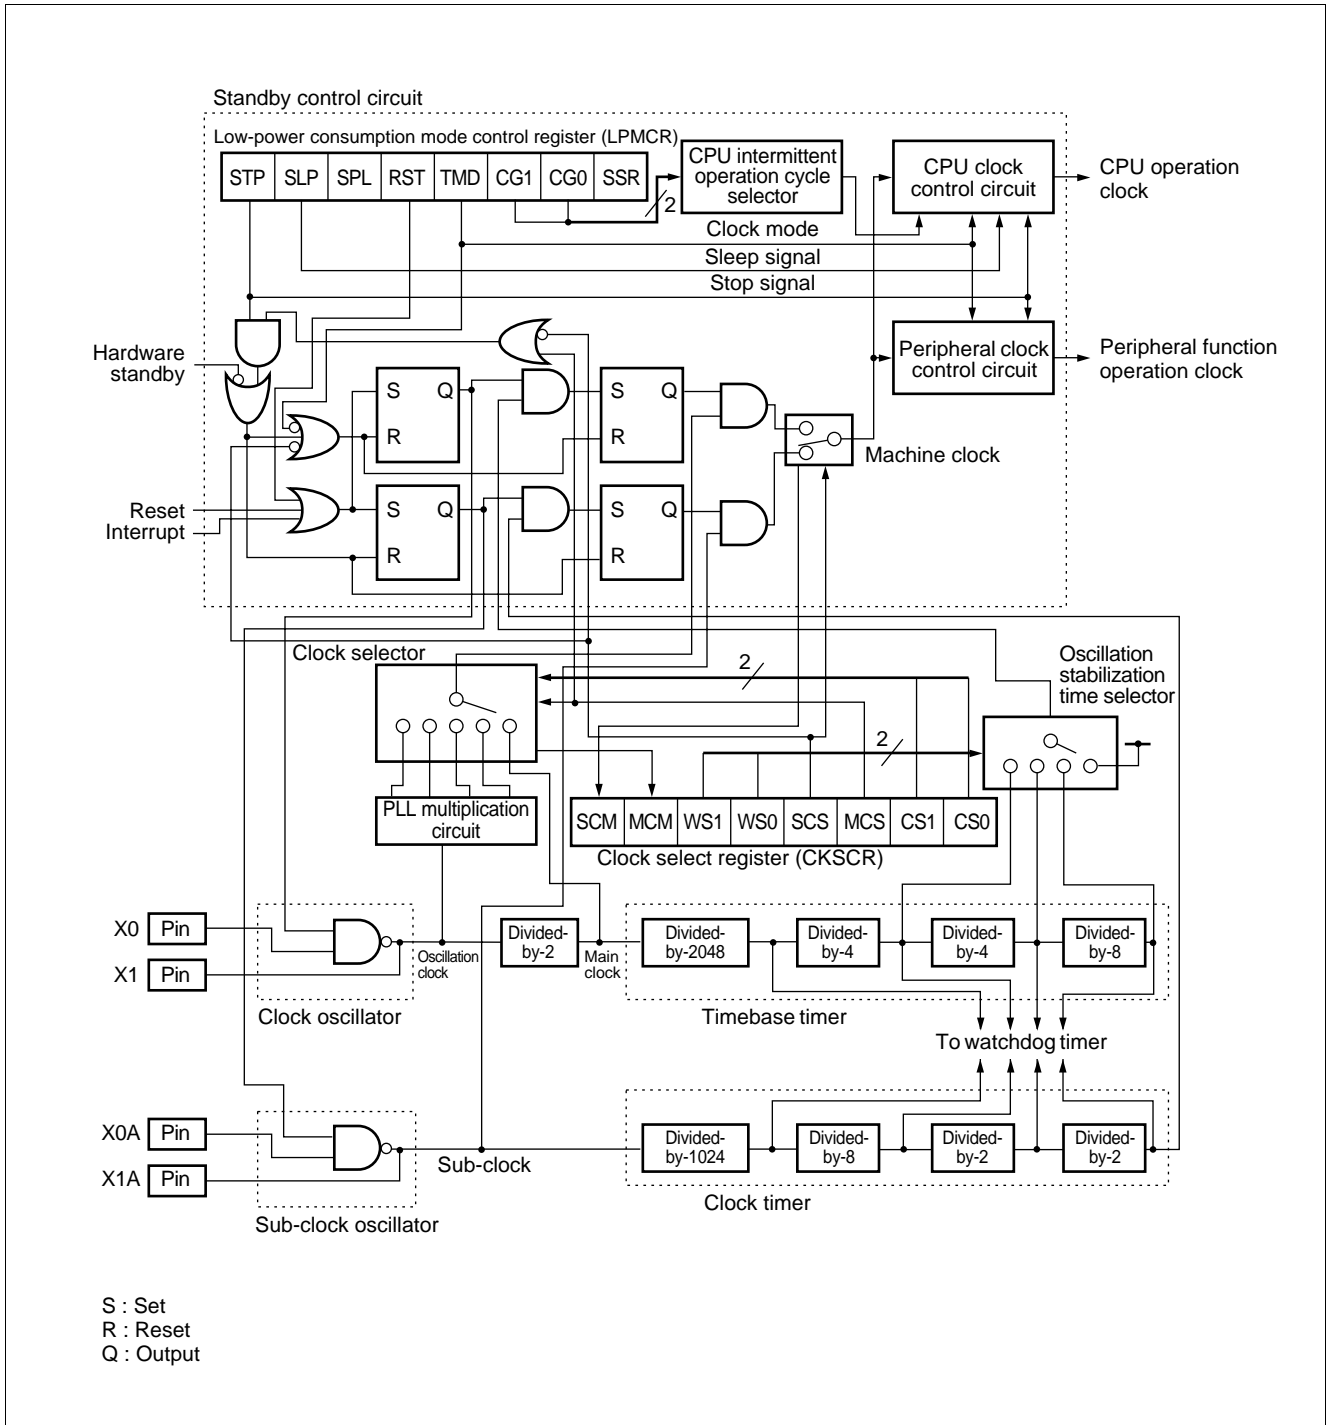 Standby control circuit
Low-power consumption mode control register (LPMCR)
STP SLP SPL RST TMD CG1 CG0 SSR
2
CPU intermittent
operation cycle
selector
CPU clock
control circuit
CPU operation
clock
Clock mode
Sleep signal
Stop signal
Hardware
standby
Peripheral clock
control circuit
Peripheral function
operation clock
S Q
R
S Q
R
Machine clock
Reset
Interrupt
S Q
R
S Q
R
Clock selector
2
Oscillation
stabilization
time selector
2
PLL multiplication
circuit
SCM MCM WS1 WS0 SCS MCS CS1 CS0
Clock select register (CKSCR)
X0 Pin
X1 Pin
Clock oscillator
Oscillation
clock
Divided-
by-2
Main
clock
Divided-
by-2048
Divided-
by-4
Divided-
by-4
Divided-
by-8
Timebase timer
To watchdog timer
X0A Pin
X1A Pin
Sub-clock oscillator
Sub-clock
Divided-
by-1024
Divided-
by-8
Divided-
by-2
Divided-
by-2
Clock timer
S : Set
R : Reset
Q : Output